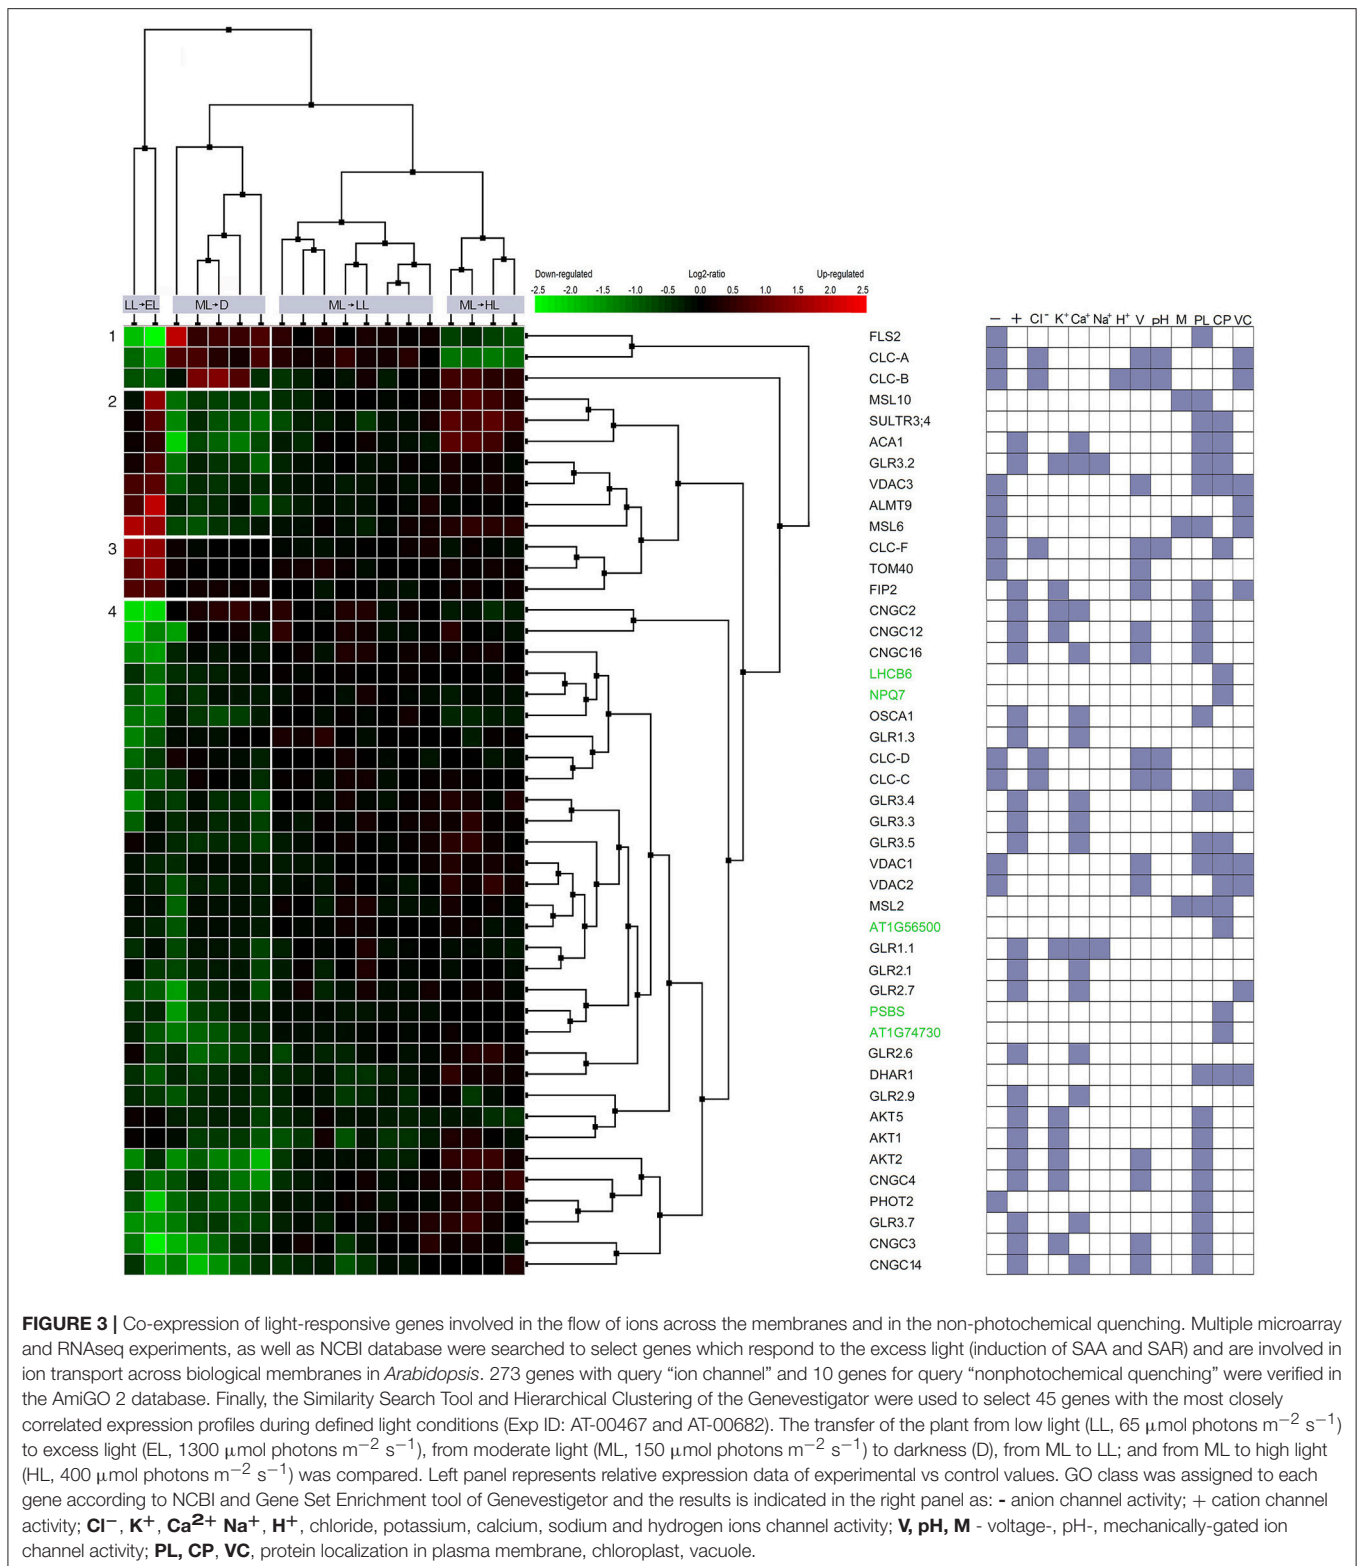 Down-regulated Log2-ratio Up-regulated
-2.5 -2.0 -1.5 -1.0 -0.5 0.0 0.5 1.0 1.5 2.0 2.5
LL→EL ML→D ML→LL ML→HL
− + Cl⁻ K⁺ Ca⁺ Na⁺ H⁺ V pH M PL CP VC
1 FLS2
CLC-A
CLC-B
2 MSL10
SULTR3;4
ACA1
GLR3.2
VDAC3
ALMT9
MSL6
3 CLC-F
TOM40
FIP2
4 CNGC2
CNGC12
CNGC16
LHCB6
NPQ7
OSCA1
GLR1.3
CLC-D
CLC-C
GLR3.4
GLR3.3
GLR3.5
VDAC1
VDAC2
MSL2
AT1G56500
GLR1.1
GLR2.1
GLR2.7
PSBS
AT1G74730
GLR2.6
DHAR1
GLR2.9
AKT5
AKT1
AKT2
CNGC4
PHOT2
GLR3.7
CNGC3
CNGC14
FIGURE 3 | Co-expression of light-responsive genes involved in the flow of ions across the membranes and in the non-photochemical quenching. Multiple microarray
and RNAseq experiments, as well as NCBI database were searched to select genes which respond to the excess light (induction of SAA and SAR) and are involved in
ion transport across biological membranes in Arabidopsis. 273 genes with query “ion channel” and 10 genes for query “nonphotochemical quenching” were verified in
the AmiGO 2 database. Finally, the Similarity Search Tool and Hierarchical Clustering of the Genevestigator were used to select 45 genes with the most closely
correlated expression profiles during defined light conditions (Exp ID: AT-00467 and AT-00682). The transfer of the plant from low light (LL, 65 μmol photons m⁻² s⁻¹)
to excess light (EL, 1300 μmol photons m⁻² s⁻¹), from moderate light (ML, 150 μmol photons m⁻² s⁻¹) to darkness (D), from ML to LL; and from ML to high light
(HL, 400 μmol photons m⁻² s⁻¹) was compared. Left panel represents relative expression data of experimental vs control values. GO class was assigned to each
gene according to NCBI and Gene Set Enrichment tool of Genevestigetor and the results is indicated in the right panel as: - anion channel activity; + cation channel
activity; Cl⁻, K⁺, Ca²⁺ Na⁺, H⁺, chloride, potassium, calcium, sodium and hydrogen ions channel activity; V, pH, M - voltage-, pH-, mechanically-gated ion
channel activity; PL, CP, VC, protein localization in plasma membrane, chloroplast, vacuole.